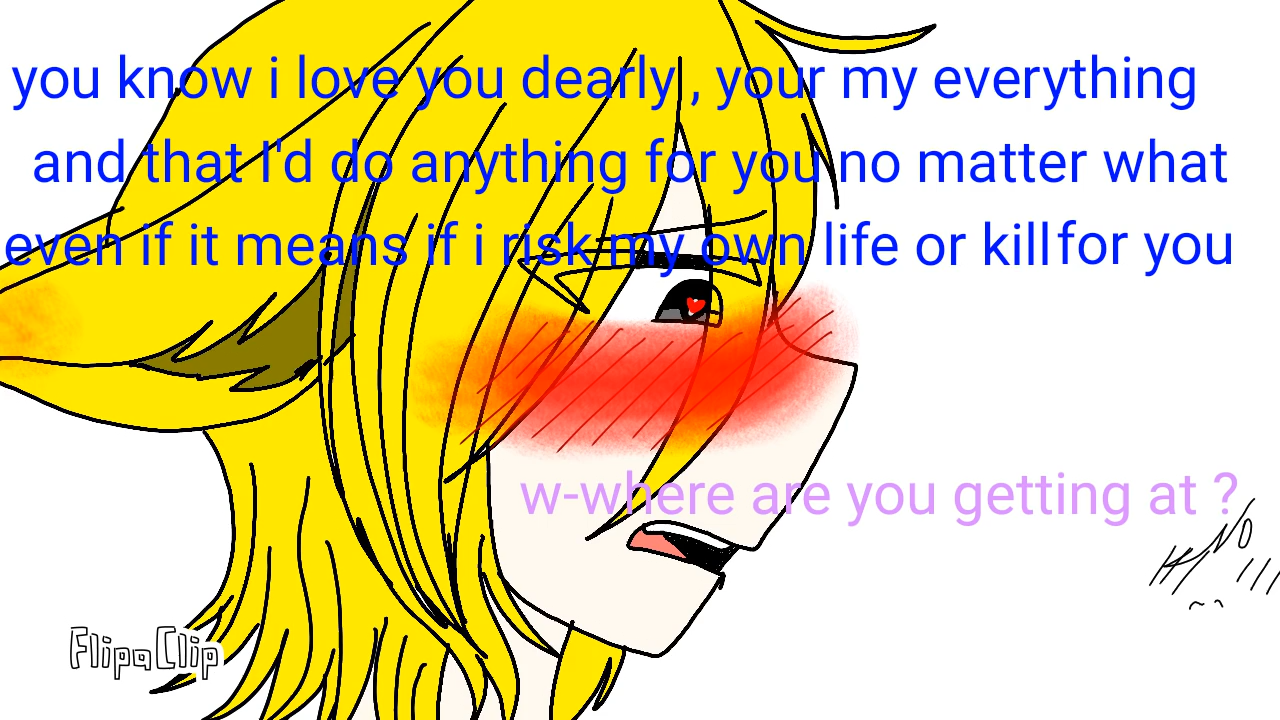 you know i love you dearly , your my everything
and that I'd do anything for you no matter what
even if it means if i risk my own life or kill for you
w-where are you getting at ?
FlipaClip